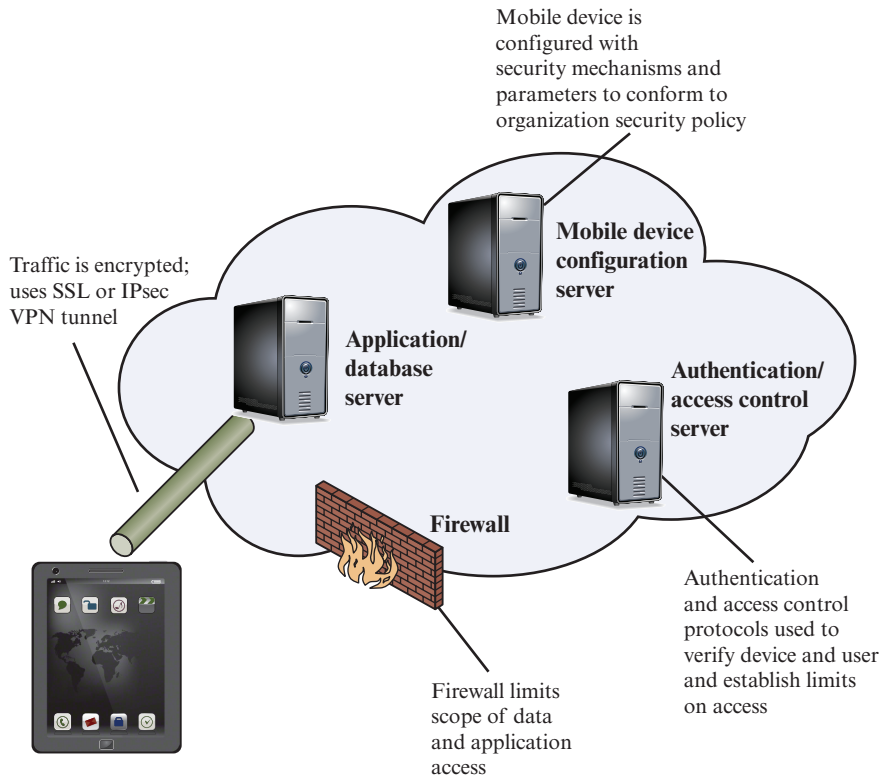 Mobile device is
configured with
security mechanisms and
parameters to conform to
organization security policy
Mobile device
configuration
server
Traffic is encrypted;
uses SSL or IPsec
VPN tunnel
Application/
database
server
Authentication/
access control
server
Firewall
Authentication
and access control
protocols used to
verify device and user
and establish limits
on access
Firewall limits
scope of data
and application
access